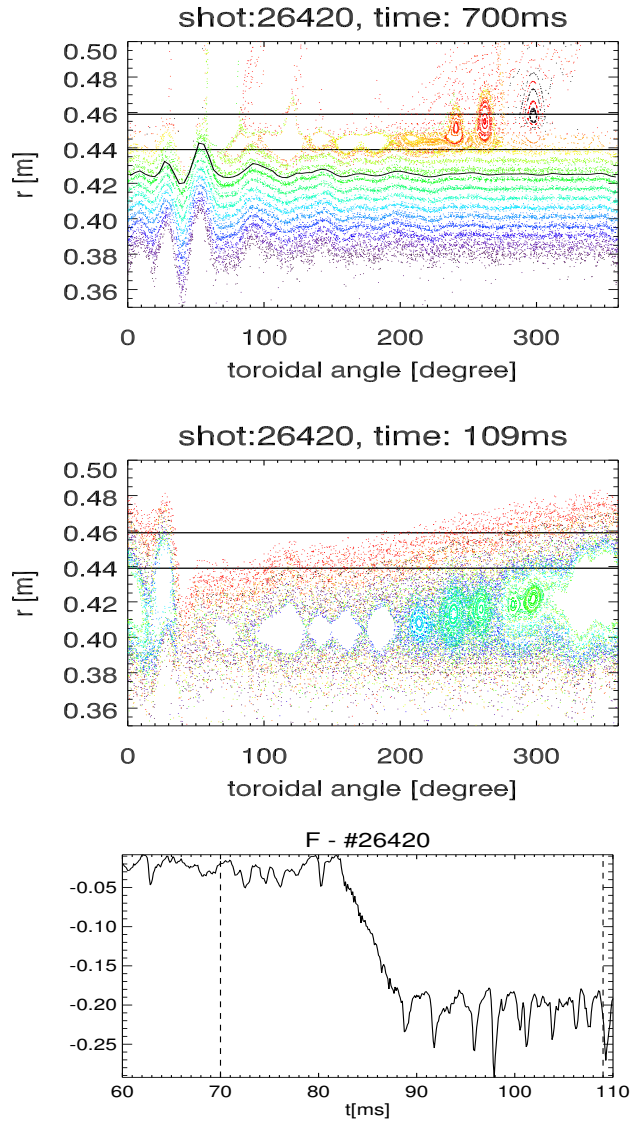 shot:26420, time: 700ms
0.50
0.48
0.46
0.44
0.42
0.40
0.38
0.36
r [m]
0 100 200 300
toroidal angle [degree]
shot:26420, time: 109ms
0.50
0.48
0.46
0.44
0.42
0.40
0.38
0.36
r [m]
0 100 200 300
toroidal angle [degree]
F - #26420
-0.05
-0.10
-0.15
-0.20
-0.25
60 70 80 90 100 110
t[ms]